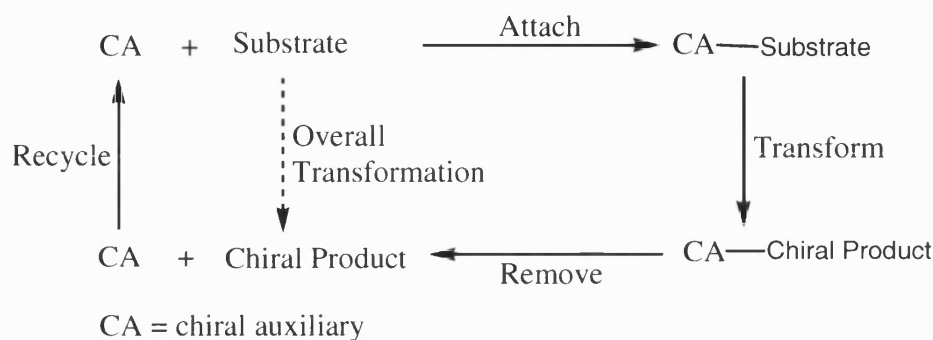 CA + Substrate
Attach
CA—Substrate
Recycle
Overall
Transformation
Transform
CA + Chiral Product
Remove
CA—Chiral Product
CA = chiral auxiliary